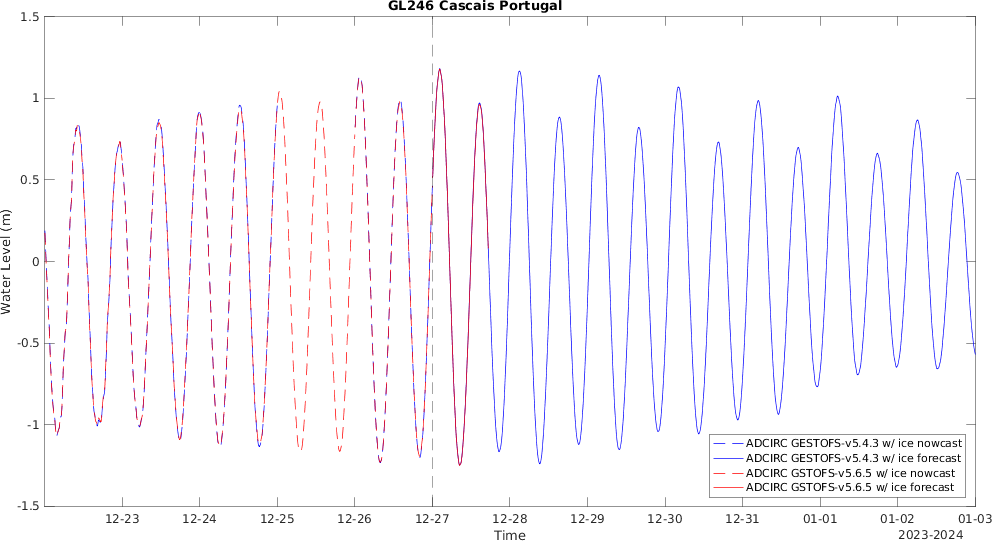 GL246 Cascais Portugal
1.5
1
0.5
0
-0.5
-1
-1.5
Water Level (m)
12-23 12-24 12-25 12-26 12-27 12-28 12-29 12-30 12-31 01-01 01-02 01-03
Time
2023-2024
ADCIRC GESTOFS-v5.4.3 w/ ice nowcast
ADCIRC GESTOFS-v5.4.3 w/ ice forecast
ADCIRC GSTOFS-v5.6.5 w/ ice nowcast
ADCIRC GSTOFS-v5.6.5 w/ ice forecast